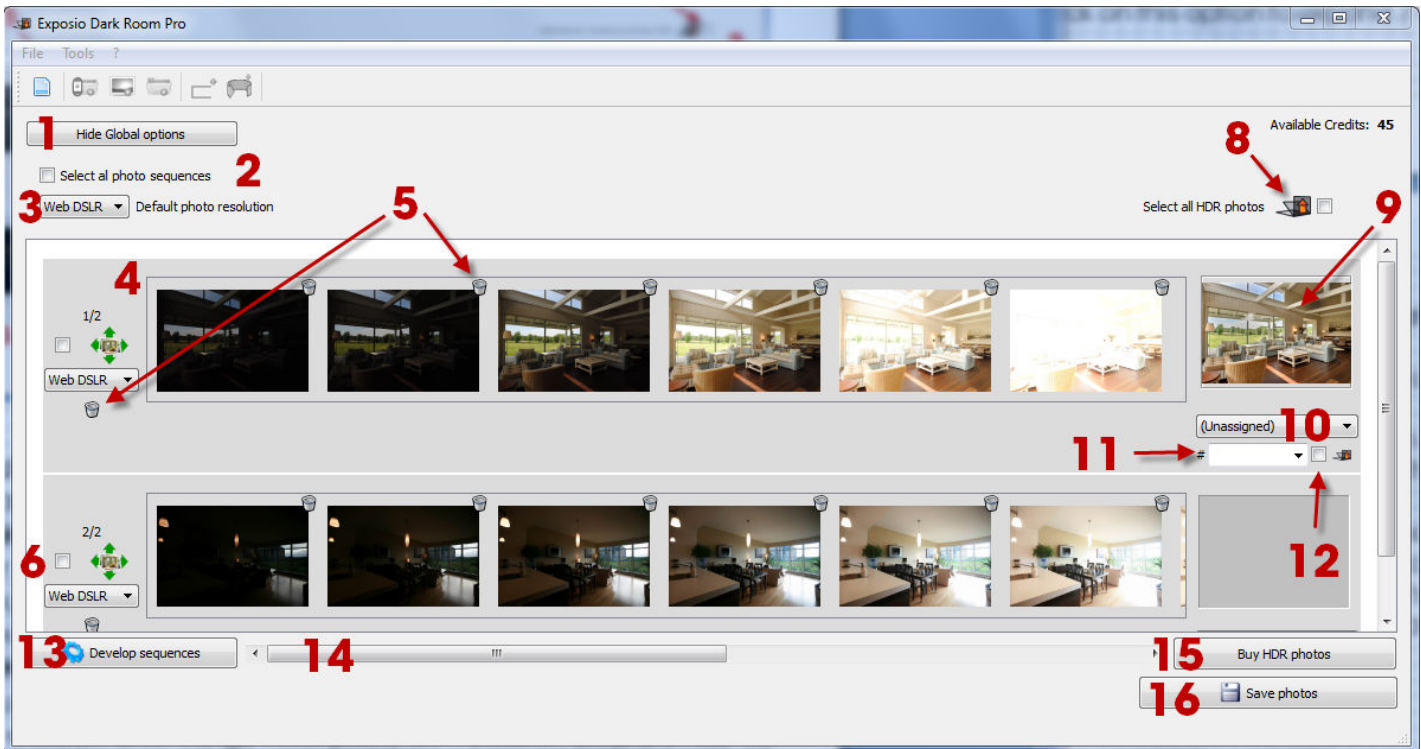 Exposio Dark Room Pro
File Tools ?
1 Hide Global options
Available Credits: 45
8
Select al photo sequences 2
3 Web DSLR Default photo resolution
5
Select all HDR photos
9
4
1/2
Web DSLR
(Unassigned) 10
11 #
2/2
6
12
Web DSLR
13 Develop sequences
14
15 Buy HDR photos
16 Save photos